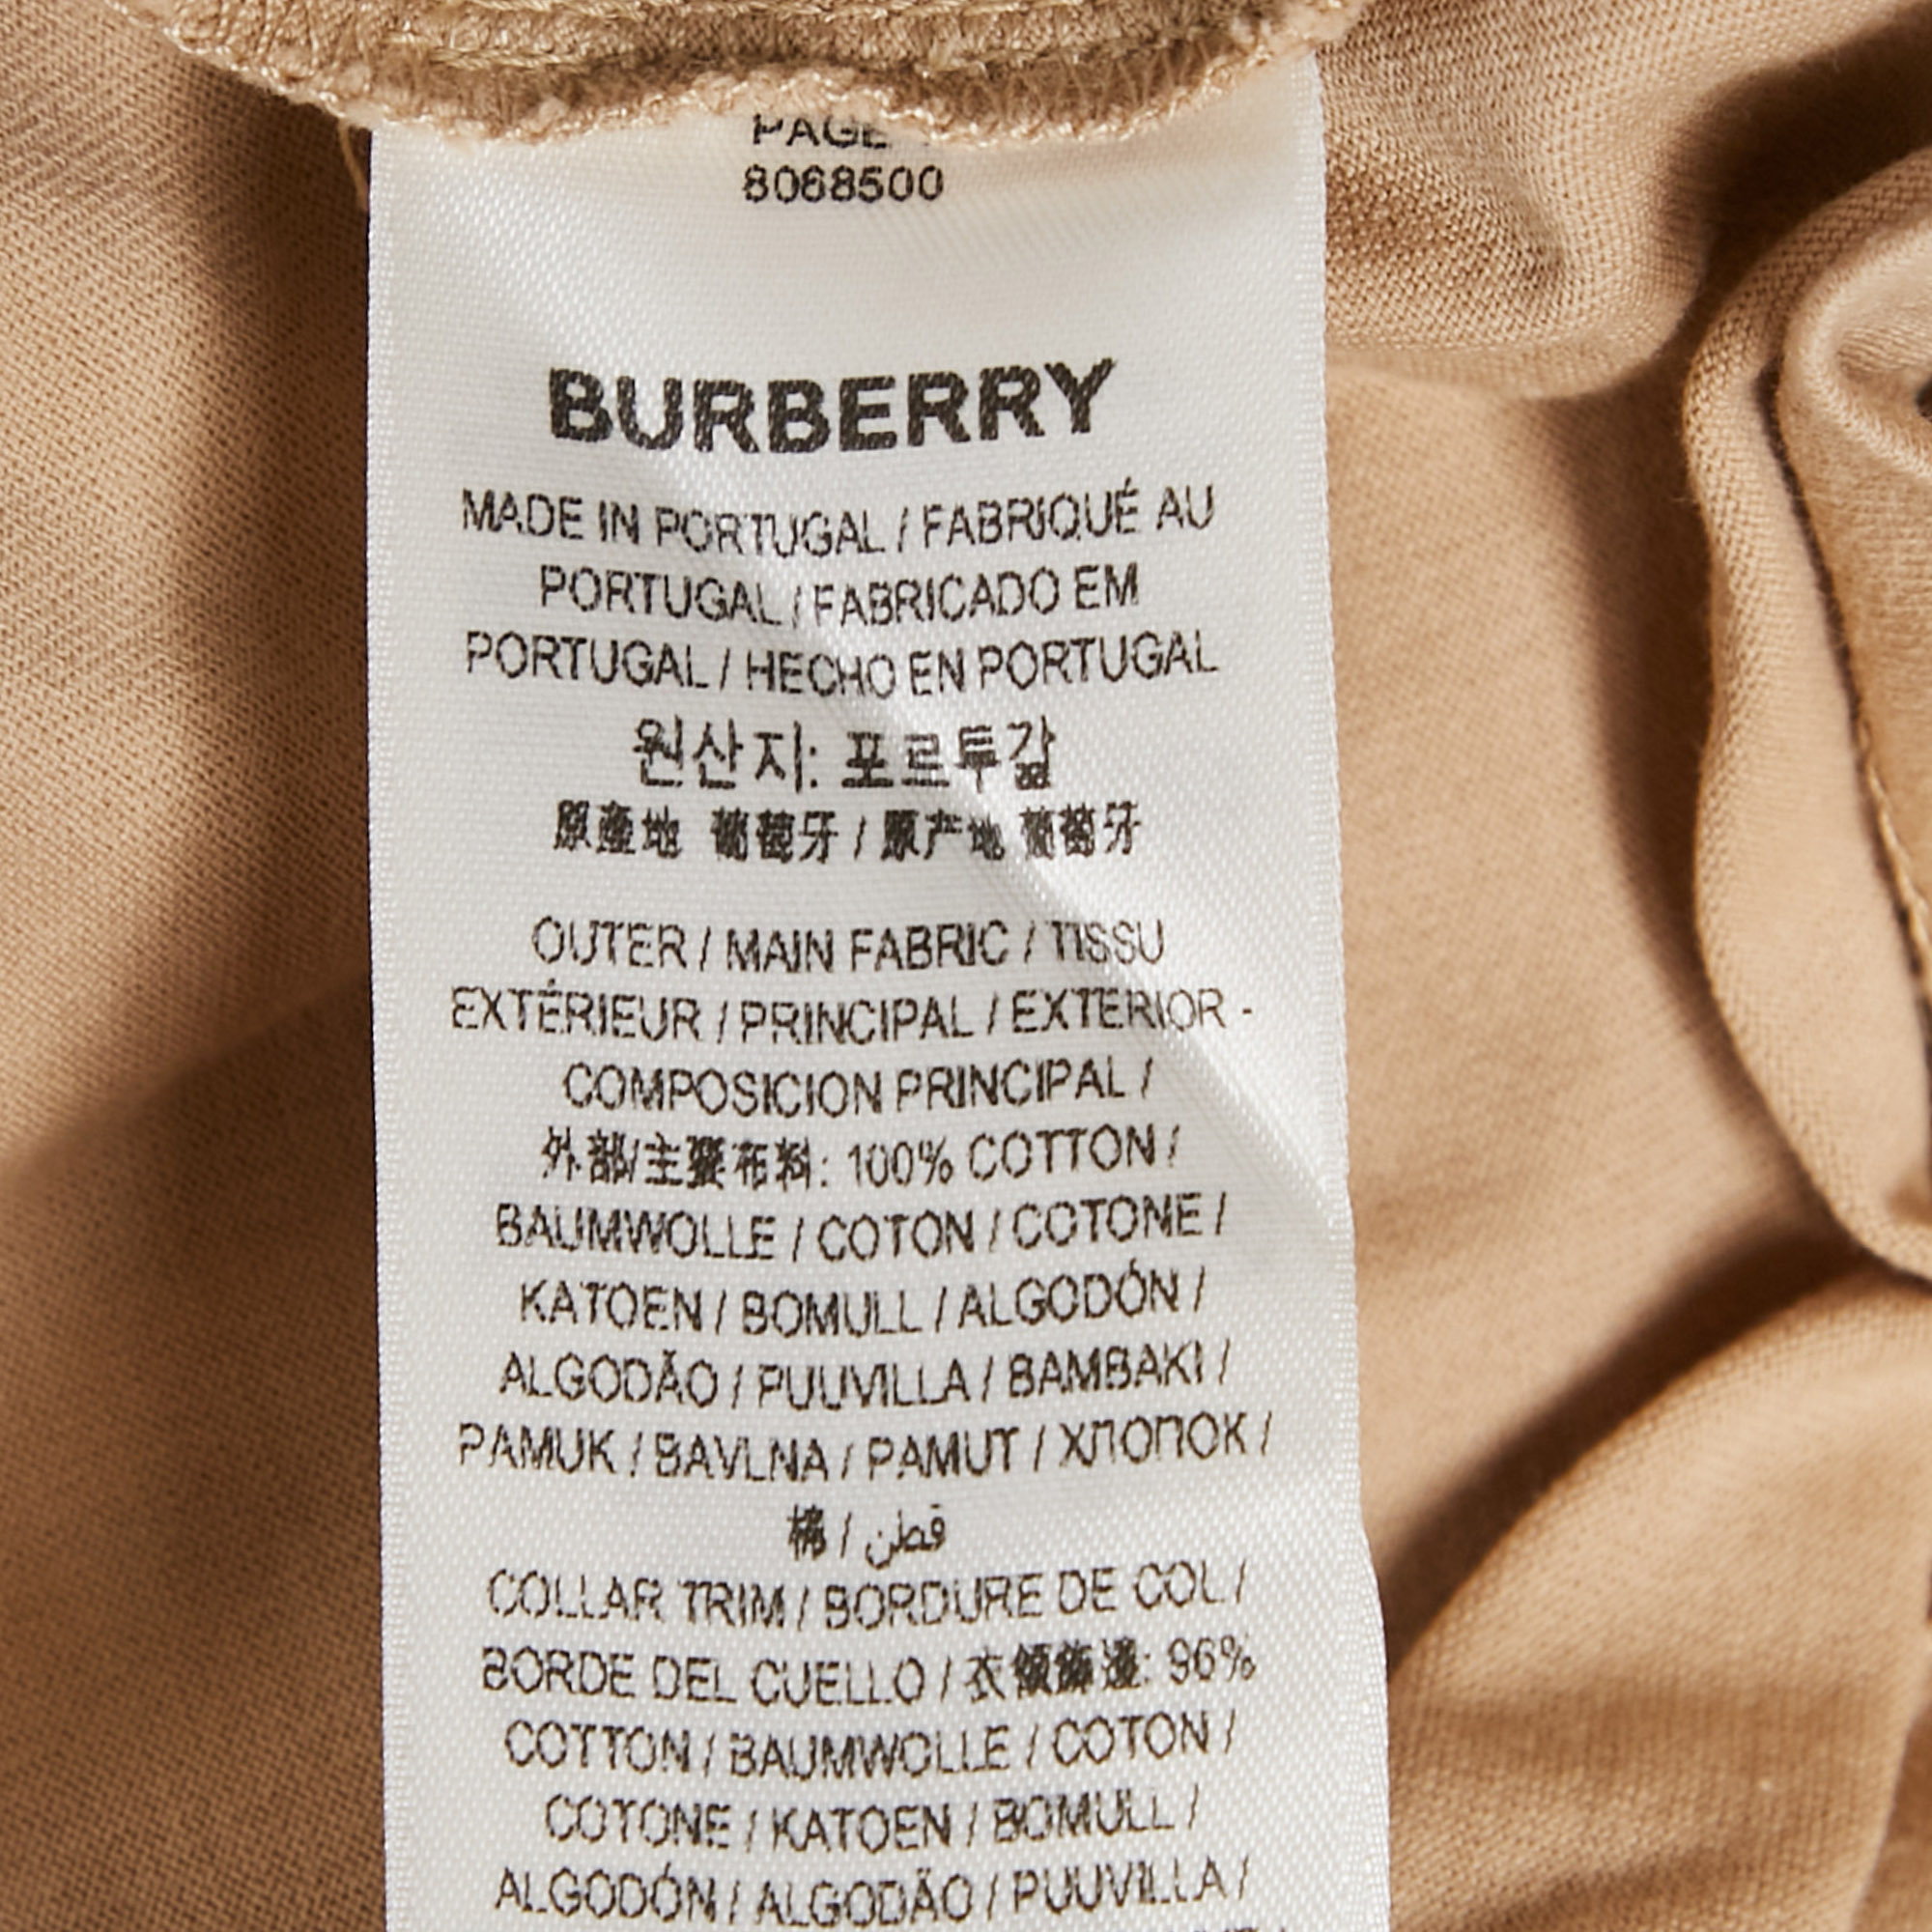 PAGE
8068500
BURBERRY
MADE IN PORTUGAL / FABRIQUÉ AU
PORTUGAL / FABRICADO EM
PORTUGAL / HECHO EN PORTUGAL
원산지: 포르투갈
原產地 葡萄牙 / 原产地 葡萄牙
OUTER / MAIN FABRIC / TISSU
EXTÉRIEUR / PRINCIPAL / EXTERIOR -
COMPOSICION PRINCIPAL /
外部/主要布料: 100% COTTON /
BAUMWOLLE / COTON / COTONE /
KATOEN / BOMULL / ALGODÓN /
ALGODÃO / PUUVILLA / BAMBAKI /
PAMUK / BAVLNA / PAMUT / ХЛОПОК /
棉 / قطن
COLLAR TRIM / BORDURE DE COL /
BORDE DEL CUELLO / 衣領飾邊: 96%
COTTON / BAUMWOLLE / COTON /
COTONE / KATOEN / BOMULL /
ALGODÓN / ALGODÃO / PUUVILLA /